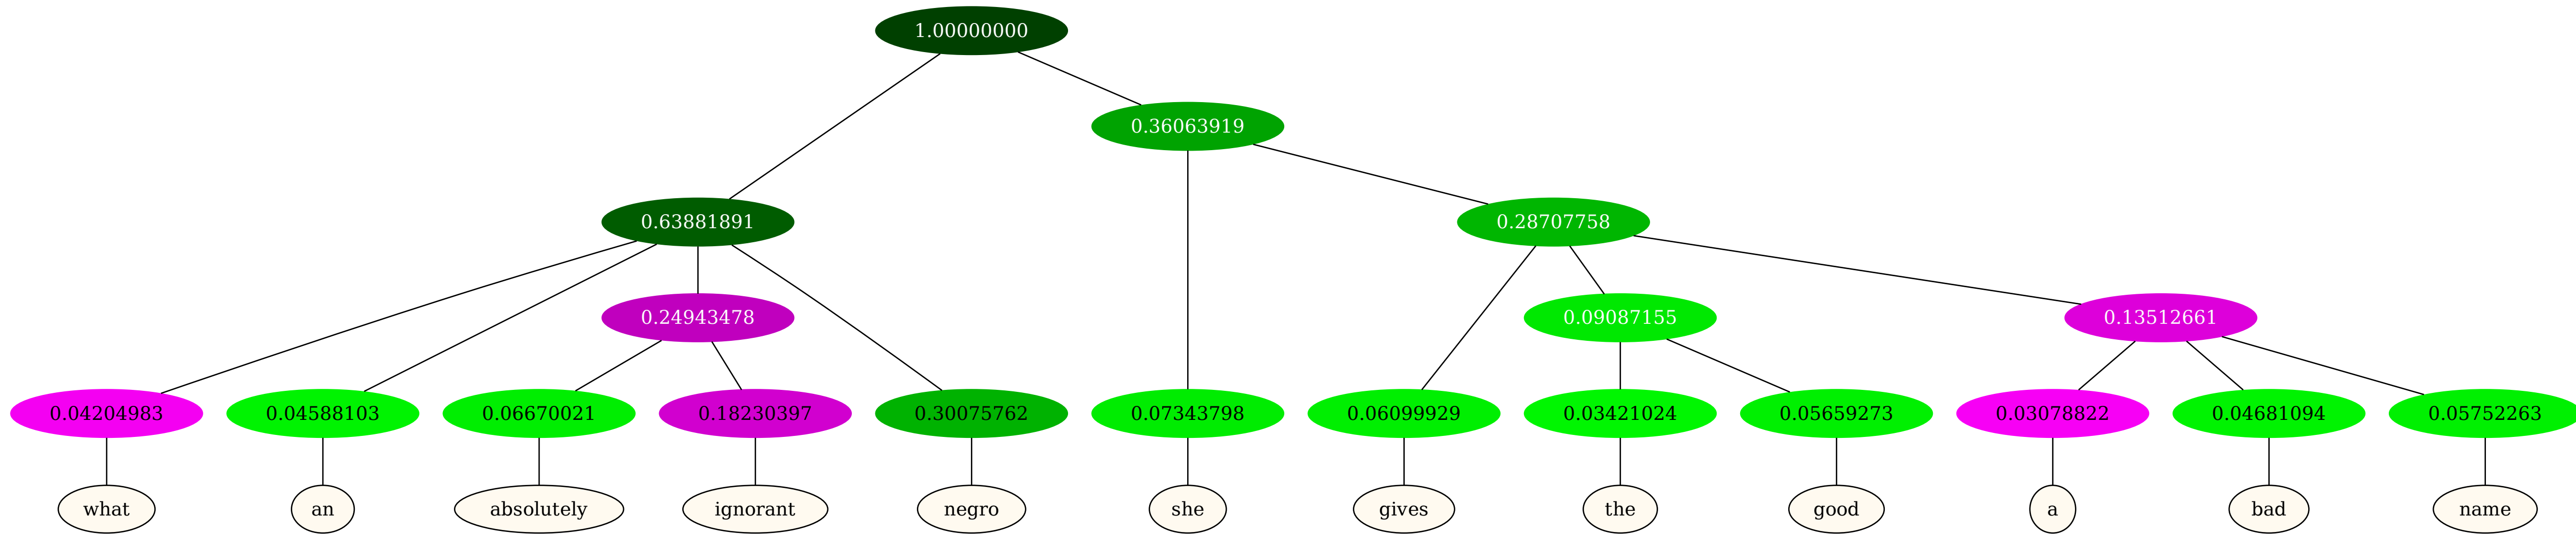 1.00000000
0.36063919
0.63881891 0.28707758
0.24943478 0.09087155 0.13512661
0.04204983 0.04588103 0.06670021 0.18230397 0.30075762 0.07343798 0.06099929 0.03421024 0.05659273 0.03078822 0.04681094 0.05752263
what an absolutely ignorant negro she gives the good a bad name